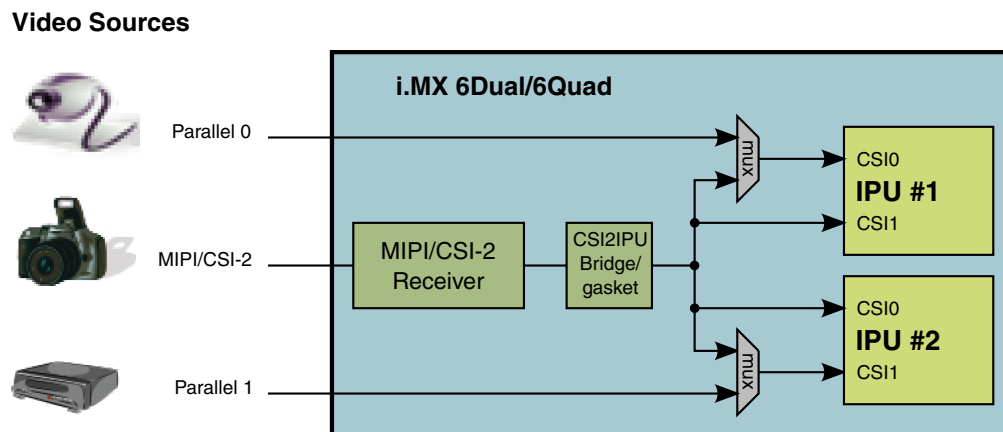 Video Sources
i.MX 6Dual/6Quad
Parallel 0
mux
CSI0
IPU #1
CSI1
MIPI/CSI-2
MIPI/CSI-2
Receiver
CSI2IPU
Bridge/
gasket
CSI0
IPU #2
CSI1
mux
Parallel 1